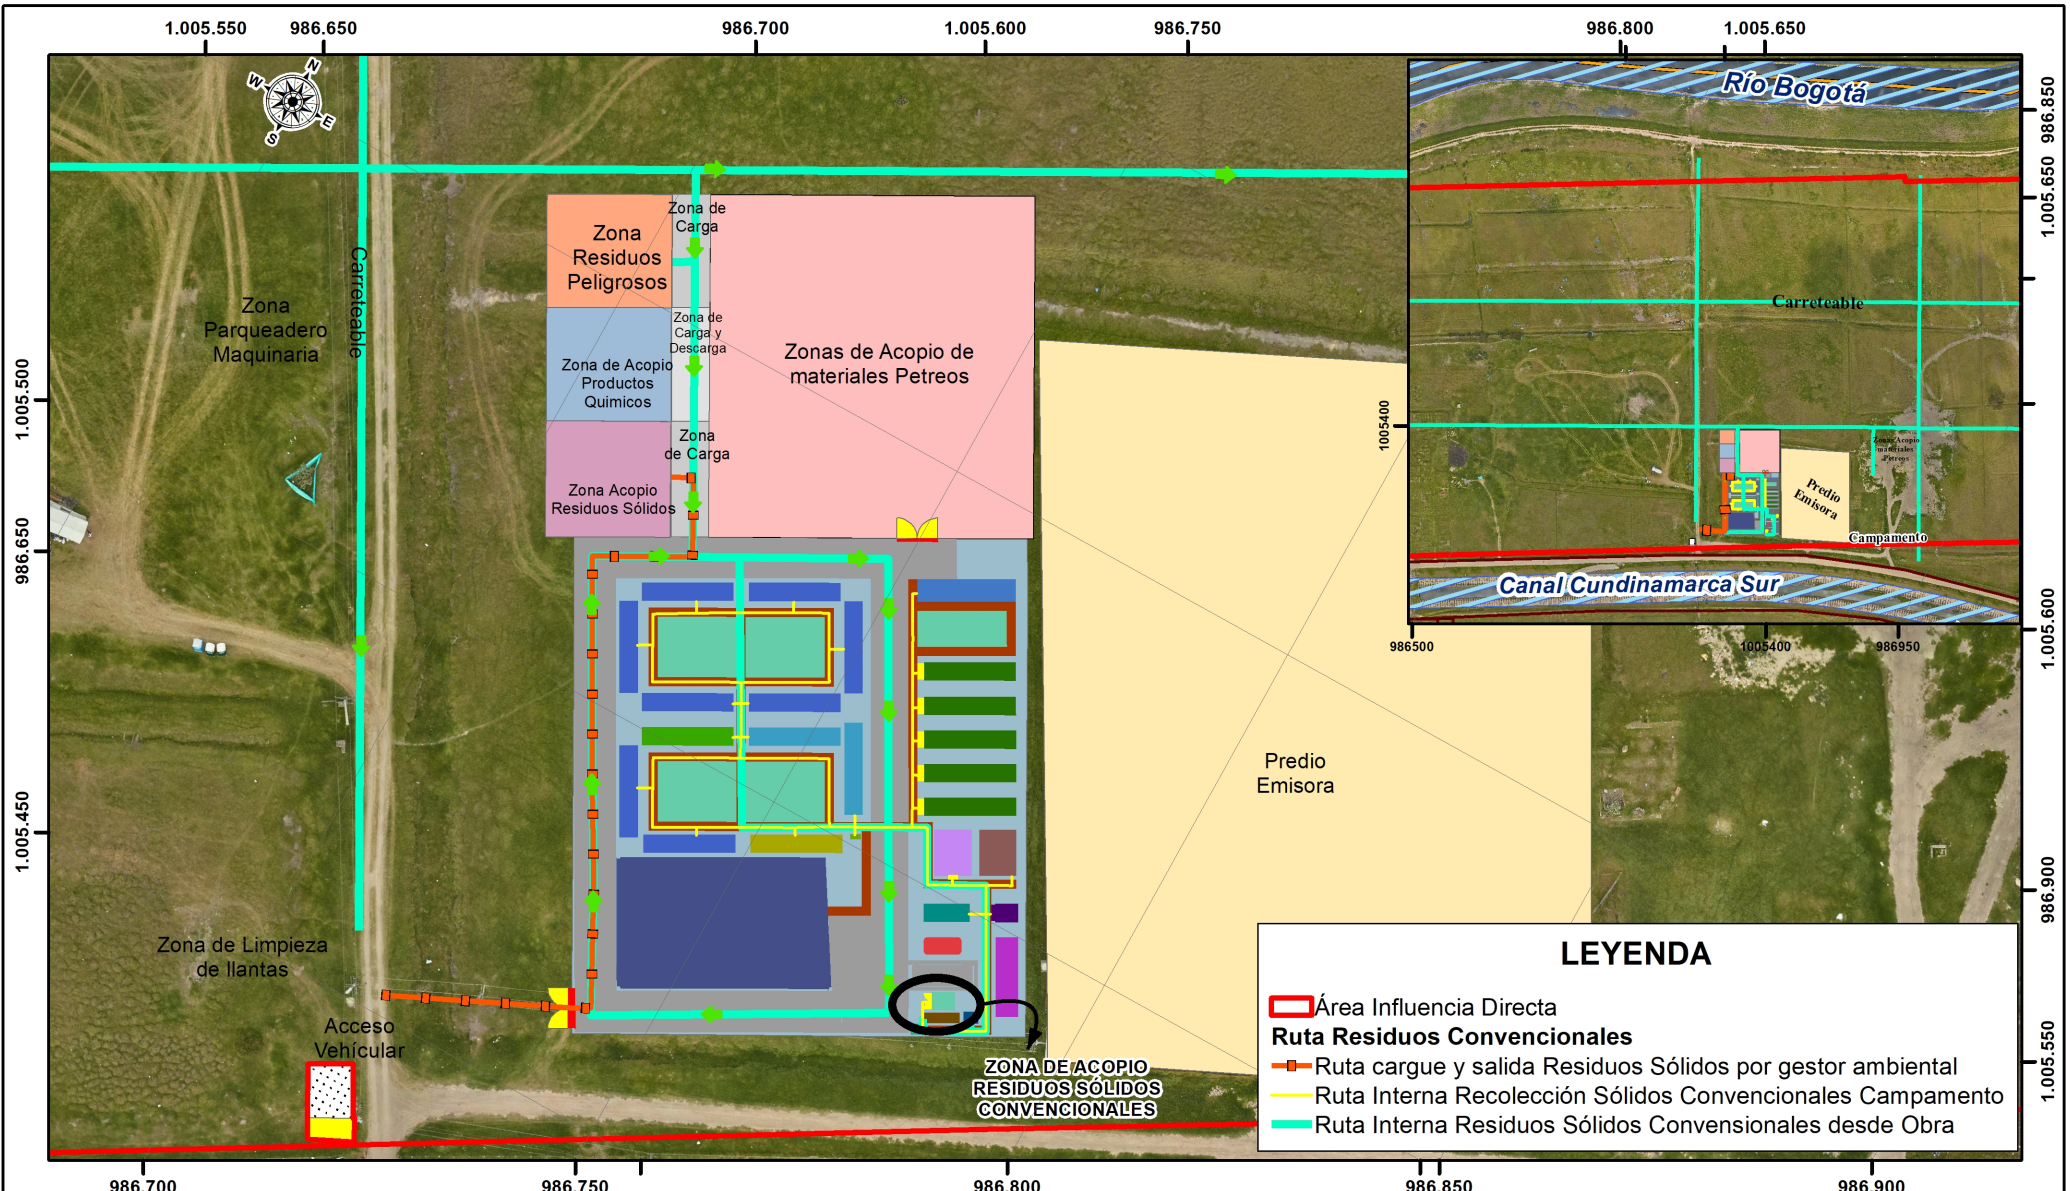 1.005.550
986.650
986.700
1.005.600
986.750
986.800
1.005.650
N
W
E
S
Río Bogotá
986.850
1.005.650
Zona de
Carga
Zona
Residuos
Peligrosos
Carreteable
Zona
Parqueadero
Maquinaria
Zona de
Carga y
Descarga
Zona de Acopio
Productos
Quimicos
Zonas de Acopio de
materiales Petreos
Carreteable
1.005.500
1005400
Zona
de Carga
Zonas Acopio
materiales
Petreos
Zona Acopio
Residuos Sólidos
Predio
Emisora
Campamento
986.650
Canal Cundinamarca Sur
1.005.600
986500
1005400
986950
Predio
Emisora
1.005.450
986.900
Zona de Limpieza
de llantas
Acceso
Vehícular
ZONA DE ACOPIO
RESIDUOS SÓLIDOS
CONVENCIONALES
LEYENDA
Área Influencia Directa
Ruta Residuos Convencionales
Ruta cargue y salida Residuos Sólidos por gestor ambiental
Ruta Interna Recolección Sólidos Convencionales Campamento
Ruta Interna Residuos Sólidos Convensionales desde Obra
1.005.550
986.700
986.750
986.800
986.850
986.900